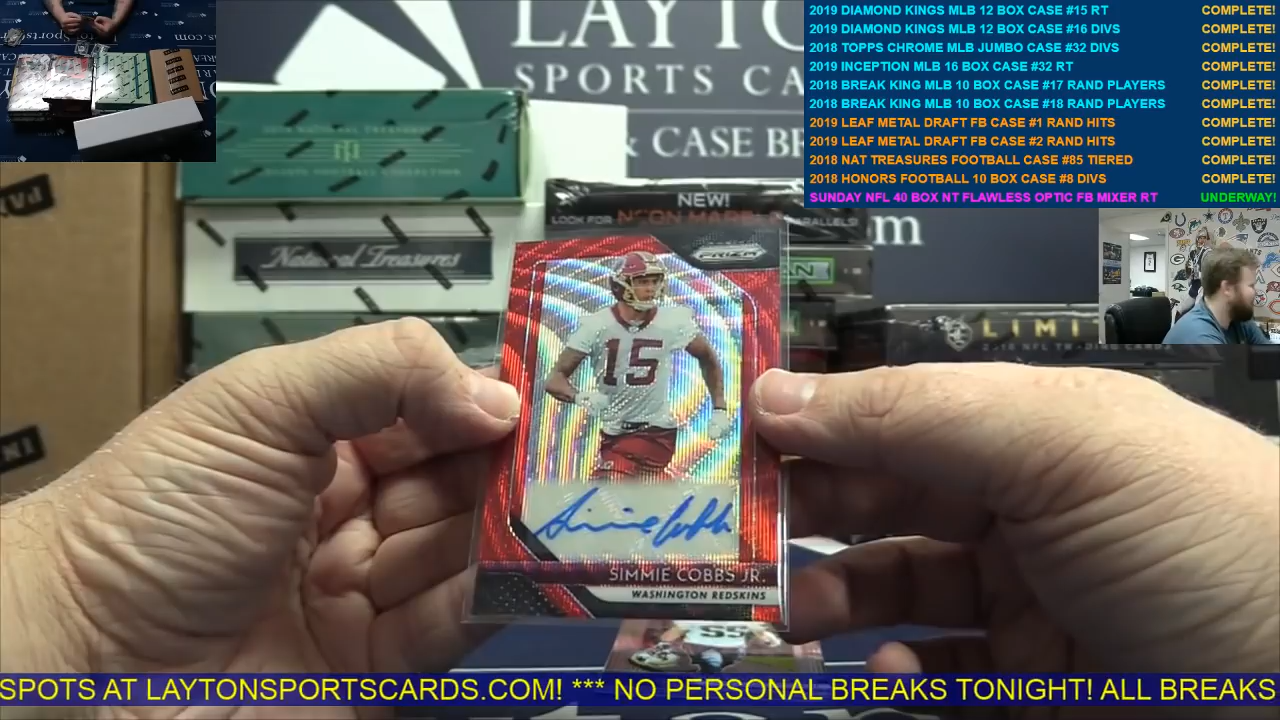 2019 DIAMOND KINGS MLB 12 BOX CASE #15 RT COMPLETE!
2019 DIAMOND KINGS MLB 12 BOX CASE #16 DIVS COMPLETE!
2018 TOPPS CHROME MLB JUMBO CASE #32 DIVS COMPLETE!
2019 INCEPTION MLB 16 BOX CASE #32 RT COMPLETE!
2018 BREAK KING MLB 10 BOX CASE #17 RAND PLAYERS COMPLETE!
2018 BREAK KING MLB 10 BOX CASE #18 RAND PLAYERS COMPLETE!
2019 LEAF METAL DRAFT FB CASE #1 RAND HITS COMPLETE!
2019 LEAF METAL DRAFT FB CASE #2 RAND HITS COMPLETE!
2018 NAT TREASURES FOOTBALL CASE #85 TIERED COMPLETE!
2018 HONORS FOOTBALL 10 BOX CASE #8 DIVS COMPLETE!
SUNDAY NFL 40 BOX NT FLAWLESS OPTIC FB MIXER RT UNDERWAY!
LAYTO
SPORTS CA
& CASE BR
m
NEW!
LOOK FOR
National Treasures
LIMI
PRIZM
15
Simmie Cobbs
SIMMIE COBBS JR.
WASHINGTON REDSKINS
SPOTS AT LAYTONSPORTSCARDS.COM! *** NO PERSONAL BREAKS TONIGHT! ALL BREAKS